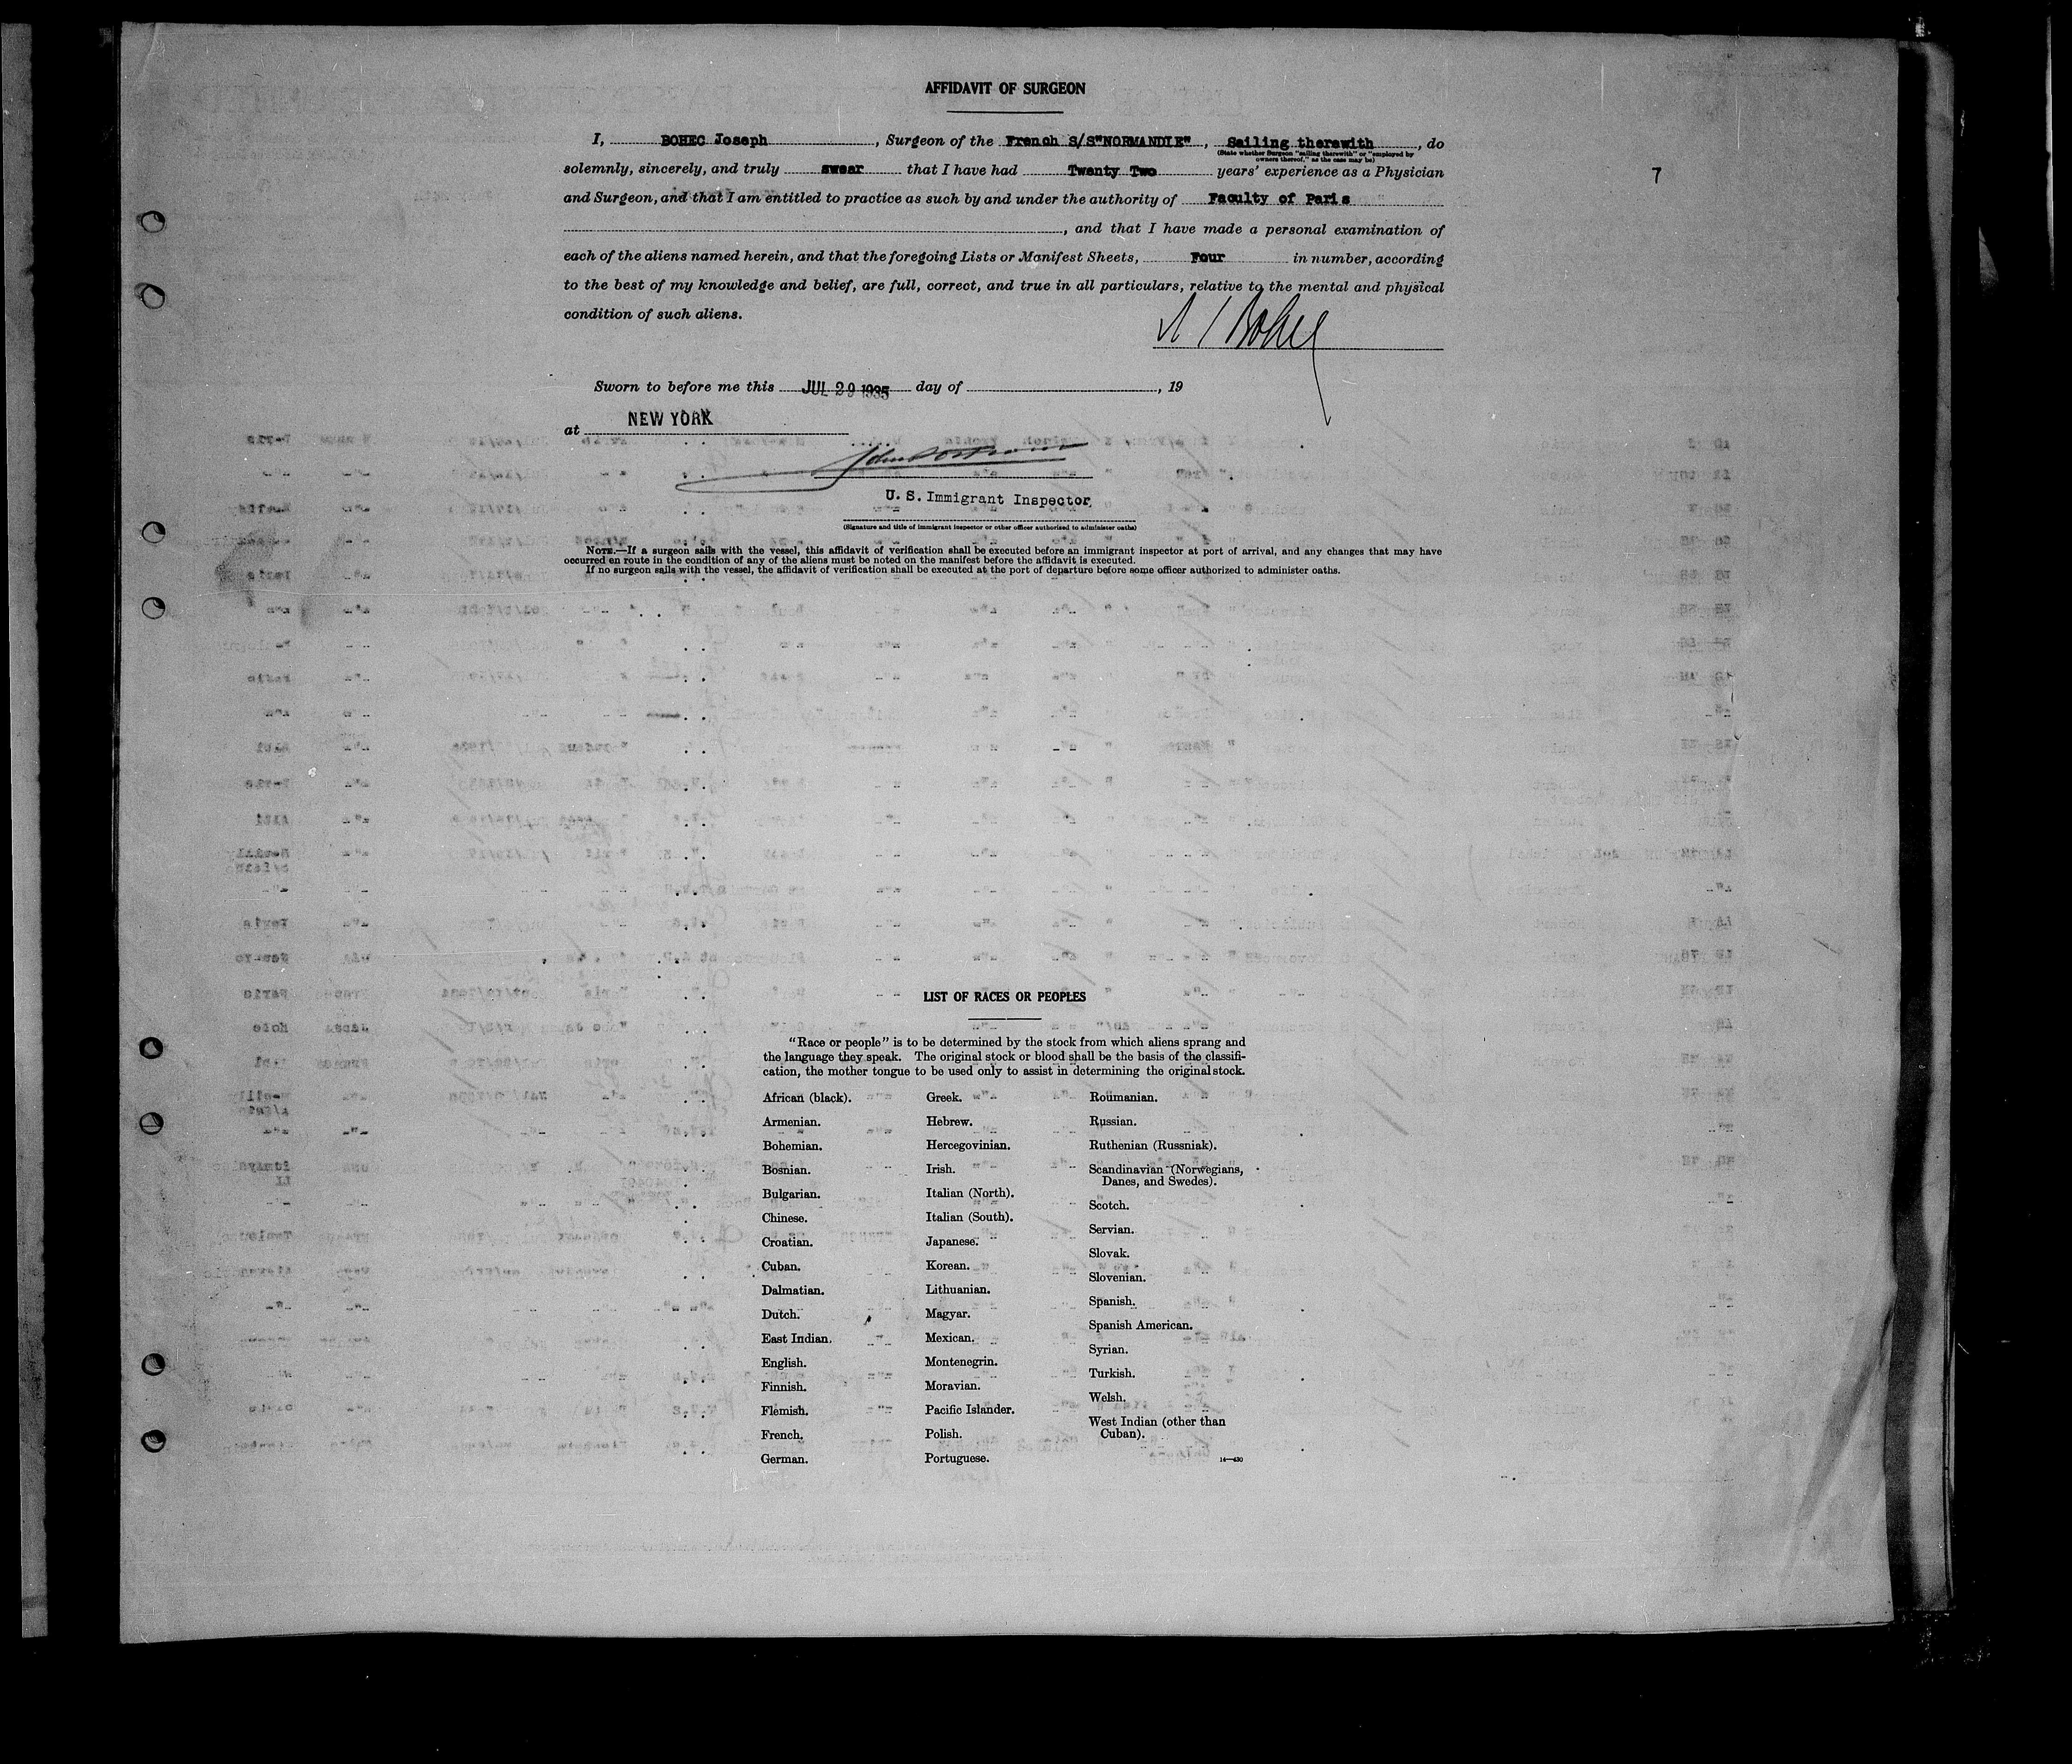 AFFIDAVIT OF SURGEON
I, BOHEC Joseph, Surgeon of the French S/S"NORMANDIE", Sailing therewith, do
(State whether Surgeon "sailing therewith" or "employed by
owners thereof," as the case may be)
solemnly, sincerely, and truly swear that I have had Twenty Two years' experience as a Physician
7
and Surgeon, and that I am entitled to practice as such by and under the authority of Faculty of Paris
, and that I have made a personal examination of
each of the aliens named herein, and that the foregoing Lists or Manifest Sheets, Four in number, according
to the best of my knowledge and belief, are full, correct, and true in all particulars, relative to the mental and physical
condition of such aliens.
Bohec
Sworn to before me this JUL 29 1935 day of , 19
at NEW YORK
U. S. Immigrant Inspector.
(Signature and title of immigrant inspector or other officer authorized to administer oaths)
NOTE.—If a surgeon sails with the vessel, this affidavit of verification shall be executed before an immigrant inspector at port of arrival, and any changes that may have
occurred en route in the condition of any of the aliens must be noted on the manifest before the affidavit is executed.
If no surgeon sails with the vessel, the affidavit of verification shall be executed at the port of departure before some officer authorized to administer oaths.
LIST OF RACES OR PEOPLES
"Race or people" is to be determined by the stock from which aliens sprang and
the language they speak. The original stock or blood shall be the basis of the classifi-
cation, the mother tongue to be used only to assist in determining the original stock.
African (black).
Armenian.
Bohemian.
Bosnian.
Bulgarian.
Chinese.
Croatian.
Cuban.
Dalmatian.
Dutch.
East Indian.
English.
Finnish.
Flemish.
French.
German.
Greek.
Hebrew.
Hercegovinian.
Irish.
Italian (North).
Italian (South).
Japanese.
Korean.
Lithuanian.
Magyar.
Mexican.
Montenegrin.
Moravian.
Pacific Islander.
Polish.
Portuguese.
Roumanian.
Russian.
Ruthenian (Russniak).
Scandinavian (Norwegians,
Danes, and Swedes).
Scotch.
Servian.
Slovak.
Slovenian.
Spanish.
Spanish American.
Syrian.
Turkish.
Welsh.
West Indian (other than
Cuban).
14—430